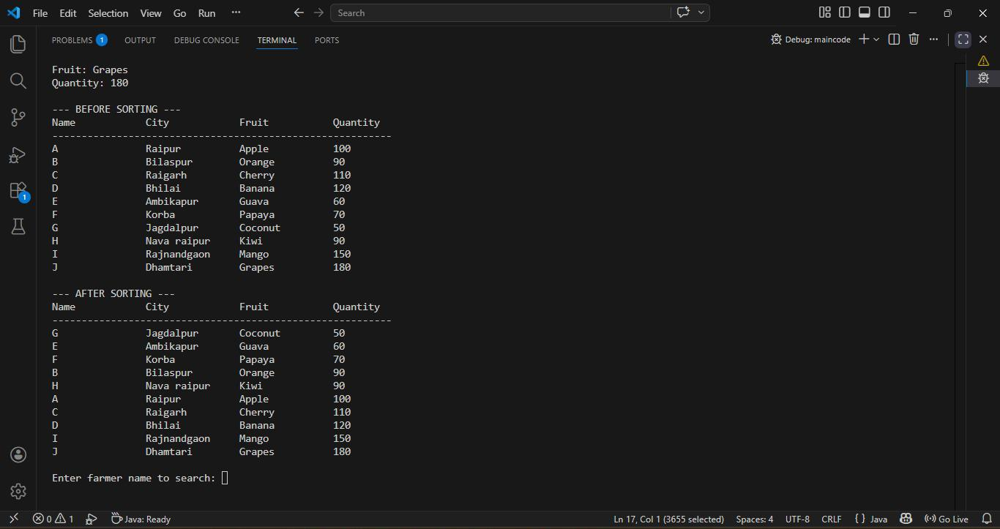 File Edit Selection View Go Run ··· Search
PROBLEMS 1 OUTPUT DEBUG CONSOLE TERMINAL PORTS Debug: maincode
Fruit: Grapes
Quantity: 180
--- BEFORE SORTING ---
Name City Fruit Quantity
----------------------------------------------------------
A Raipur Apple 100
B Bilaspur Orange 90
C Raigarh Cherry 110
D Bhilai Banana 120
E Ambikapur Guava 60
F Korba Papaya 70
G Jagdalpur Coconut 50
H Nava raipur Kiwi 90
I Rajnandgaon Mango 150
J Dhamtari Grapes 180
--- AFTER SORTING ---
Name City Fruit Quantity
----------------------------------------------------------
G Jagdalpur Coconut 50
E Ambikapur Guava 60
F Korba Papaya 70
B Bilaspur Orange 90
H Nava raipur Kiwi 90
A Raipur Apple 100
C Raigarh Cherry 110
D Bhilai Banana 120
I Rajnandgaon Mango 150
J Dhamtari Grapes 180
Enter farmer name to search:
1
0 1 Java: Ready Ln 17, Col 1 (3655 selected) Spaces: 4 UTF-8 CRLF { } Java Go Live